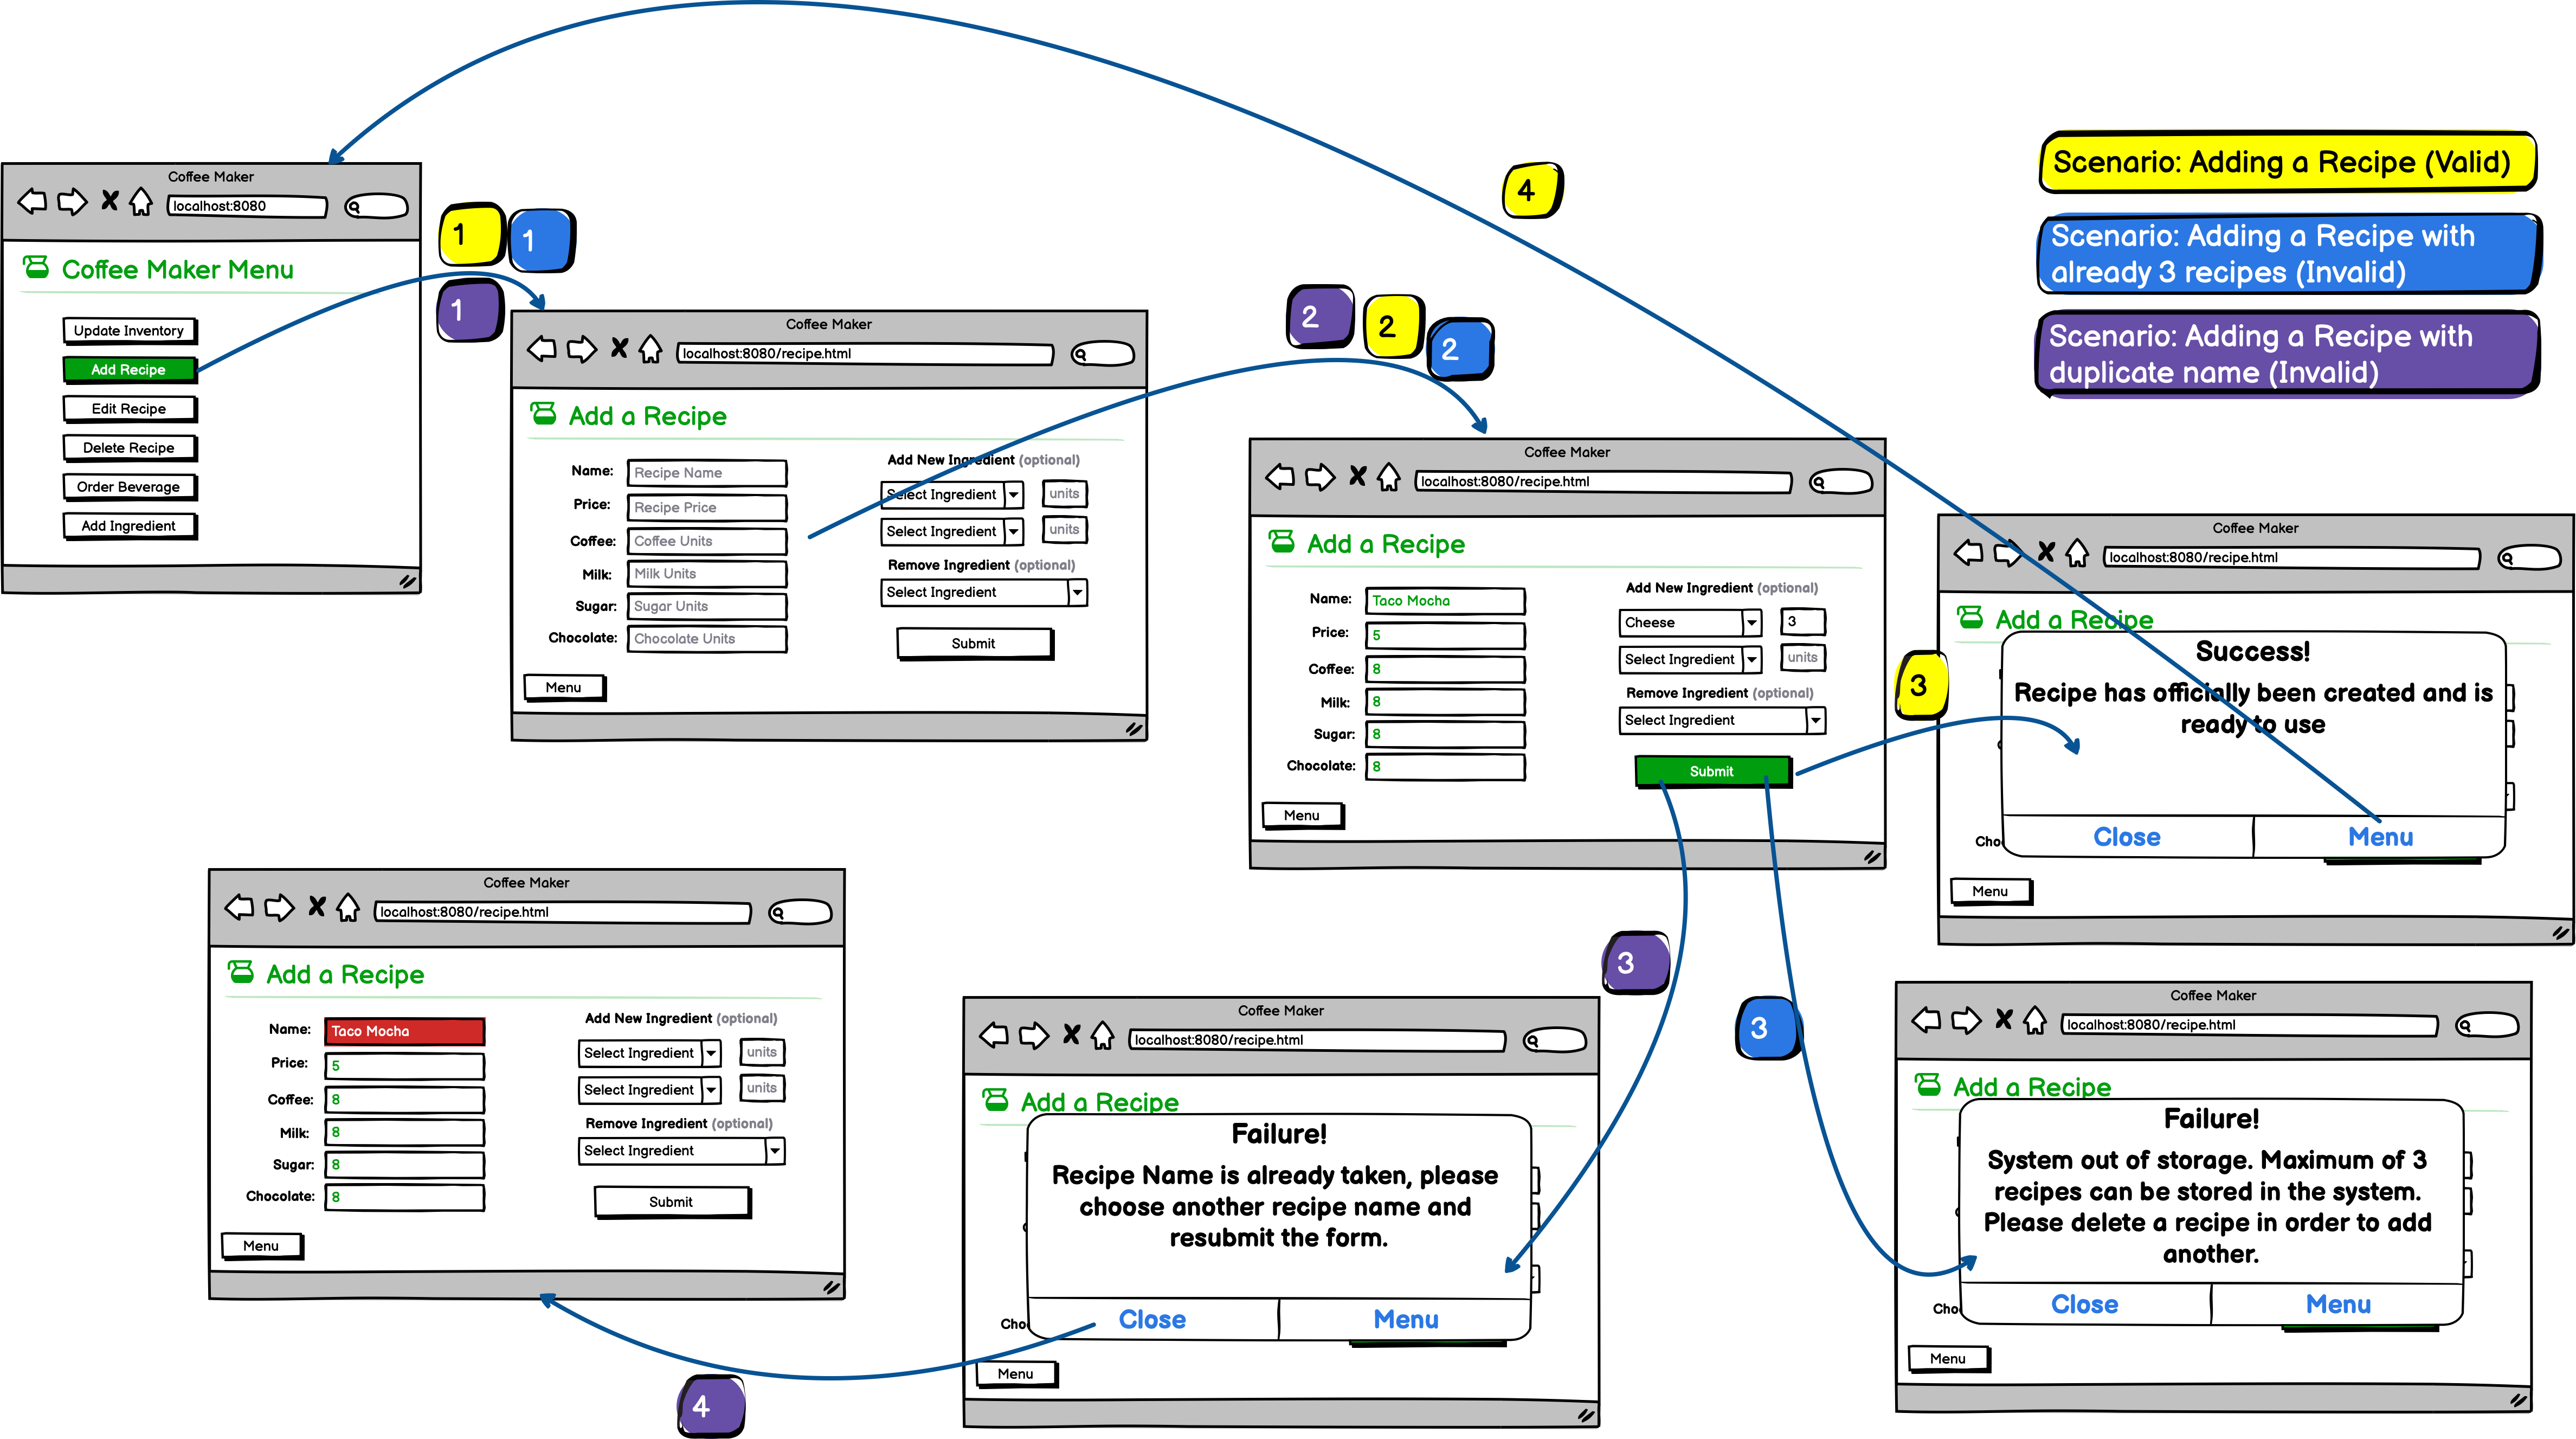 Scenario: Adding a Recipe (Valid)
Scenario: Adding a Recipe with
already 3 recipes (Invalid)
Scenario: Adding a Recipe with
duplicate name (Invalid)
4
Coffee Maker
localhost:8080
Coffee Maker Menu
Update Inventory
Add Recipe
Edit Recipe
Delete Recipe
Order Beverage
Add Ingredient
1
1
1
Coffee Maker
localhost:8080/recipe.html
Add a Recipe
Name: Recipe Name
Price: Recipe Price
Coffee: Coffee Units
Milk: Milk Units
Sugar: Sugar Units
Chocolate: Chocolate Units
Add New Ingredient (optional)
Select Ingredient units
Select Ingredient units
Remove Ingredient (optional)
Select Ingredient
Submit
Menu
2
2
2
Coffee Maker
localhost:8080/recipe.html
Add a Recipe
Name: Taco Mocha
Price: 5
Coffee: 8
Milk: 8
Sugar: 8
Chocolate: 8
Add New Ingredient (optional)
Cheese 3
Select Ingredient units
Remove Ingredient (optional)
Select Ingredient
Submit
Menu
3
Coffee Maker
localhost:8080/recipe.html
Add a Recipe
Success!
Recipe has officially been created and is
ready to use
Close Menu
Cho
Menu
Coffee Maker
localhost:8080/recipe.html
Add a Recipe
Name: Taco Mocha
Price: 5
Coffee: 8
Milk: 8
Sugar: 8
Chocolate: 8
Add New Ingredient (optional)
Select Ingredient units
Select Ingredient units
Remove Ingredient (optional)
Select Ingredient
Submit
Menu
4
3
Coffee Maker
localhost:8080/recipe.html
Add a Recipe
Failure!
Recipe Name is already taken, please
choose another recipe name and
resubmit the form.
Close Menu
Cho
Menu
3
Coffee Maker
localhost:8080/recipe.html
Add a Recipe
Failure!
System out of storage. Maximum of 3
recipes can be stored in the system.
Please delete a recipe in order to add
another.
Close Menu
Cho
Menu